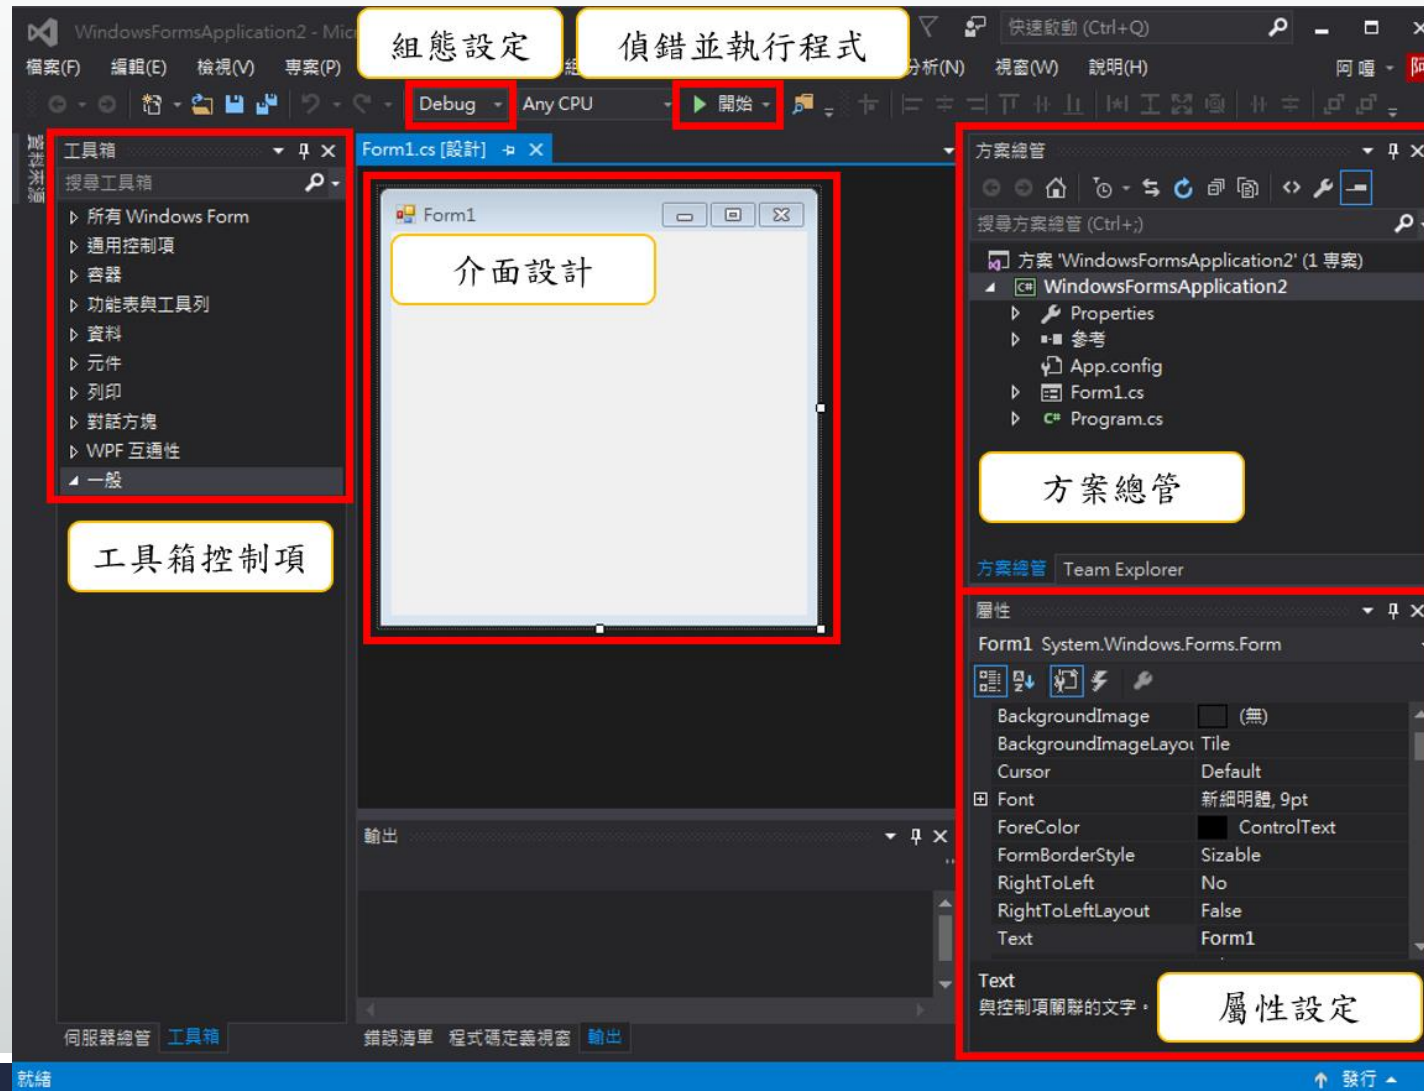 WindowsFormsApplication2 - Mic
快速啟動 (Ctrl+Q)
組態設定
偵錯並執行程式
檔案(F) 編輯(E) 檢視(V) 專案(P) 分析(N) 視窗(W) 說明(H)
阿嘎
阿
Debug Any CPU 開始
資料來源
工具箱
搜尋工具箱
所有 Windows Form
通用控制項
容器
功能表與工具列
資料
元件
列印
對話方塊
WPF 互通性
一般
工具箱控制項
伺服器總管 工具箱
Form1.cs [設計]
Form1
介面設計
輸出
錯誤清單 程式碼定義視窗 輸出
方案總管
搜尋方案總管 (Ctrl+;)
方案 'WindowsFormsApplication2' (1 專案)
WindowsFormsApplication2
Properties
參考
App.config
Form1.cs
Program.cs
方案總管
方案總管 Team Explorer
屬性
Form1 System.Windows.Forms.Form
BackgroundImage (無)
BackgroundImageLayou Tile
Cursor Default
Font 新細明體, 9pt
ForeColor ControlText
FormBorderStyle Sizable
RightToLeft No
RightToLeftLayout False
Text Form1
Text
與控制項關聯的文字。
屬性設定
就緒
發行